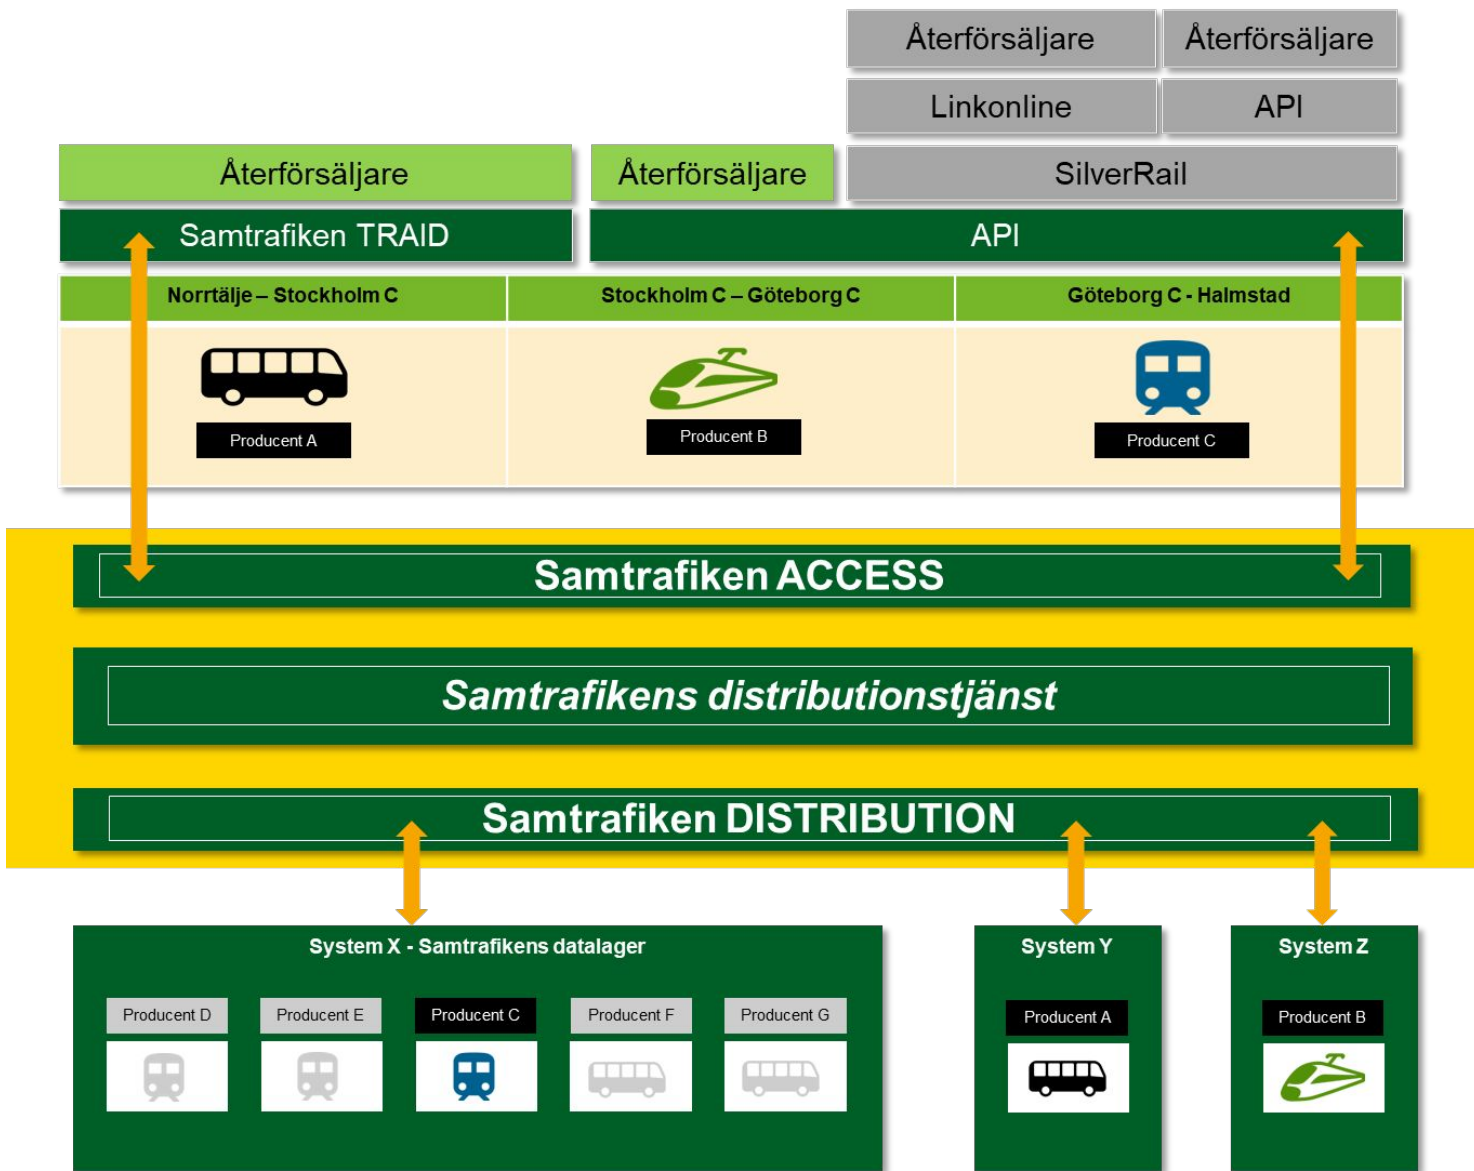 Återförsäljare
Återförsäljare
Linkonline
API
Återförsäljare
Återförsäljare
SilverRail
Samtrafiken TRAID
API
Norrtälje – Stockholm C
Stockholm C – Göteborg C
Göteborg C - Halmstad
Producent A
Producent B
Producent C
Samtrafiken ACCESS
Samtrafikens distributionstjänst
Samtrafiken DISTRIBUTION
System X - Samtrafikens datalager
System Y
System Z
Producent D
Producent E
Producent C
Producent F
Producent G
Producent A
Producent B